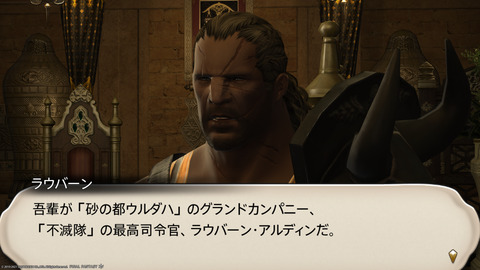 ラウバーン
吾輩が「砂の都ウルダハ」のグランドカンパニー、
「不滅隊」の最高司令官、ラウバーン・アルディンだ。